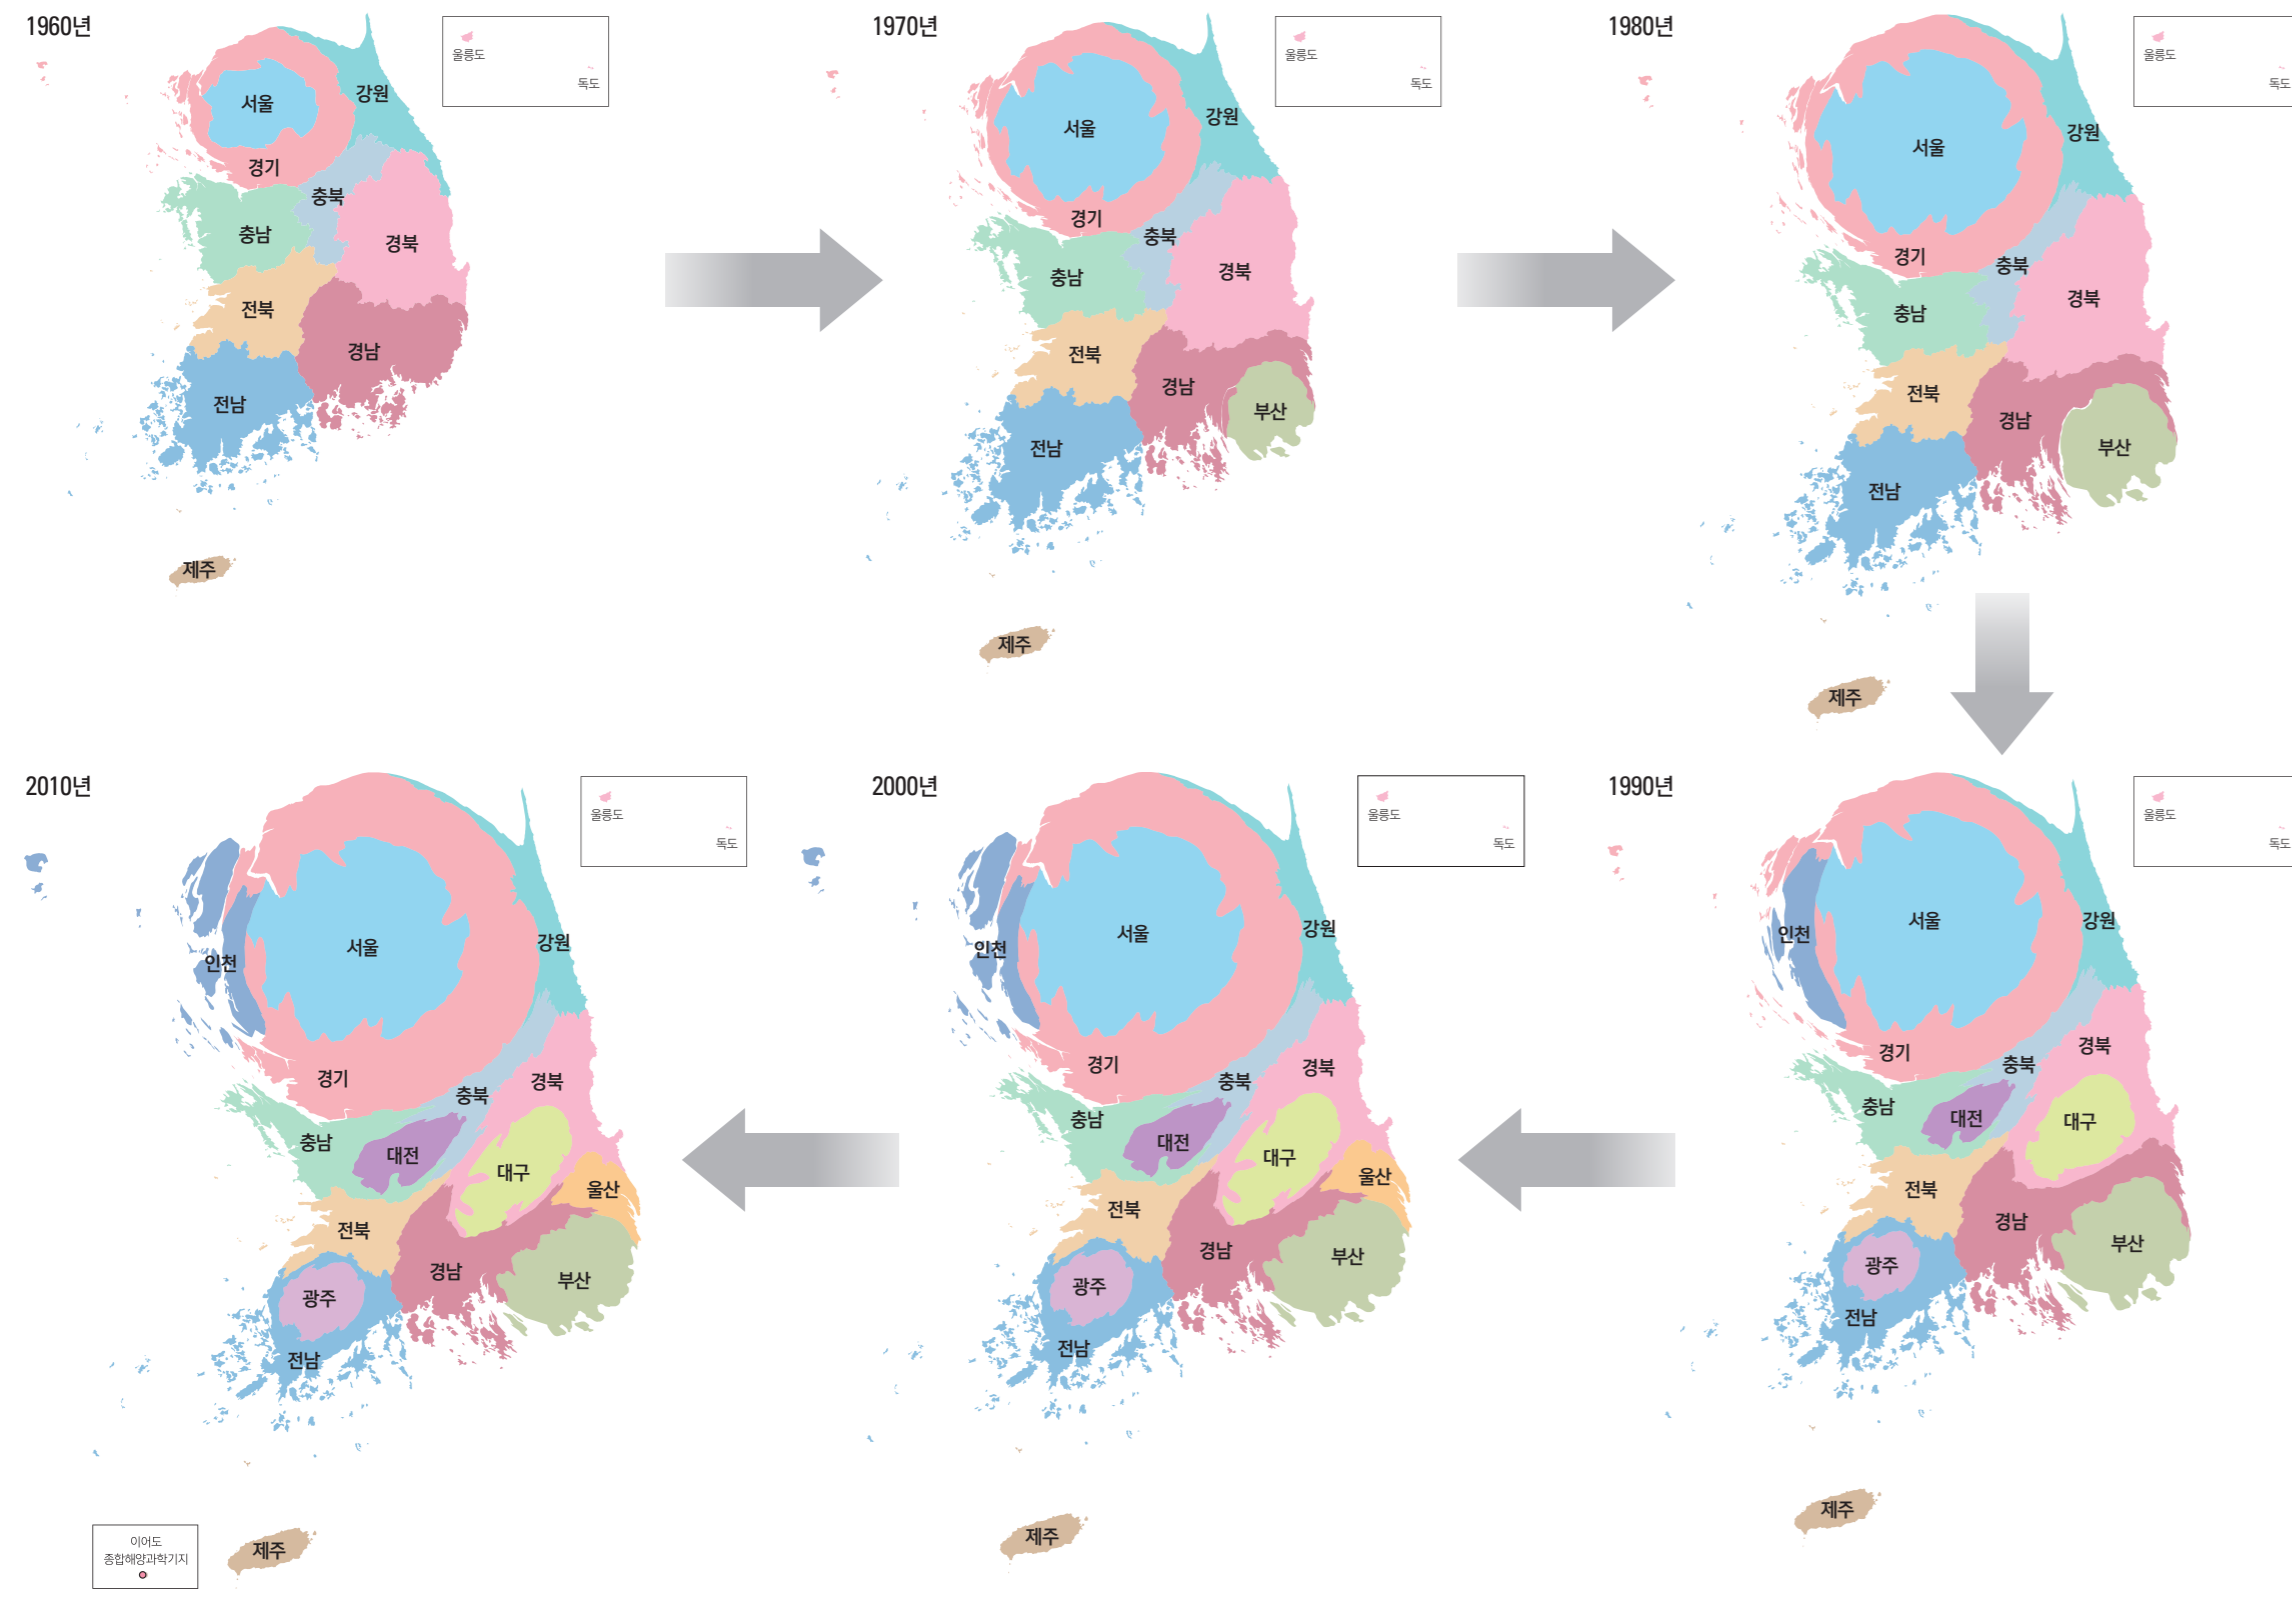 1960년
울릉도
독도
서울
강원
경기
충북
충남
경북
전북
경남
전남
제주
1970년
울릉도
독도
서울
강원
경기
충북
충남
경북
전북
경남
부산
전남
제주
1980년
울릉도
독도
서울
강원
경기
충북
충남
경북
전북
경남
부산
전남
제주
1990년
울릉도
독도
서울
강원
인천
경기
경북
충북
충남
대전
대구
전북
경남
부산
광주
전남
제주
2000년
울릉도
독도
서울
강원
인천
경기
경북
충북
충남
대전
대구
울산
전북
경남
부산
광주
전남
제주
2010년
울릉도
독도
서울
강원
인천
경기
경북
충북
충남
대전
대구
울산
전북
경남
부산
광주
전남
제주
이어도
종합해양과학기지